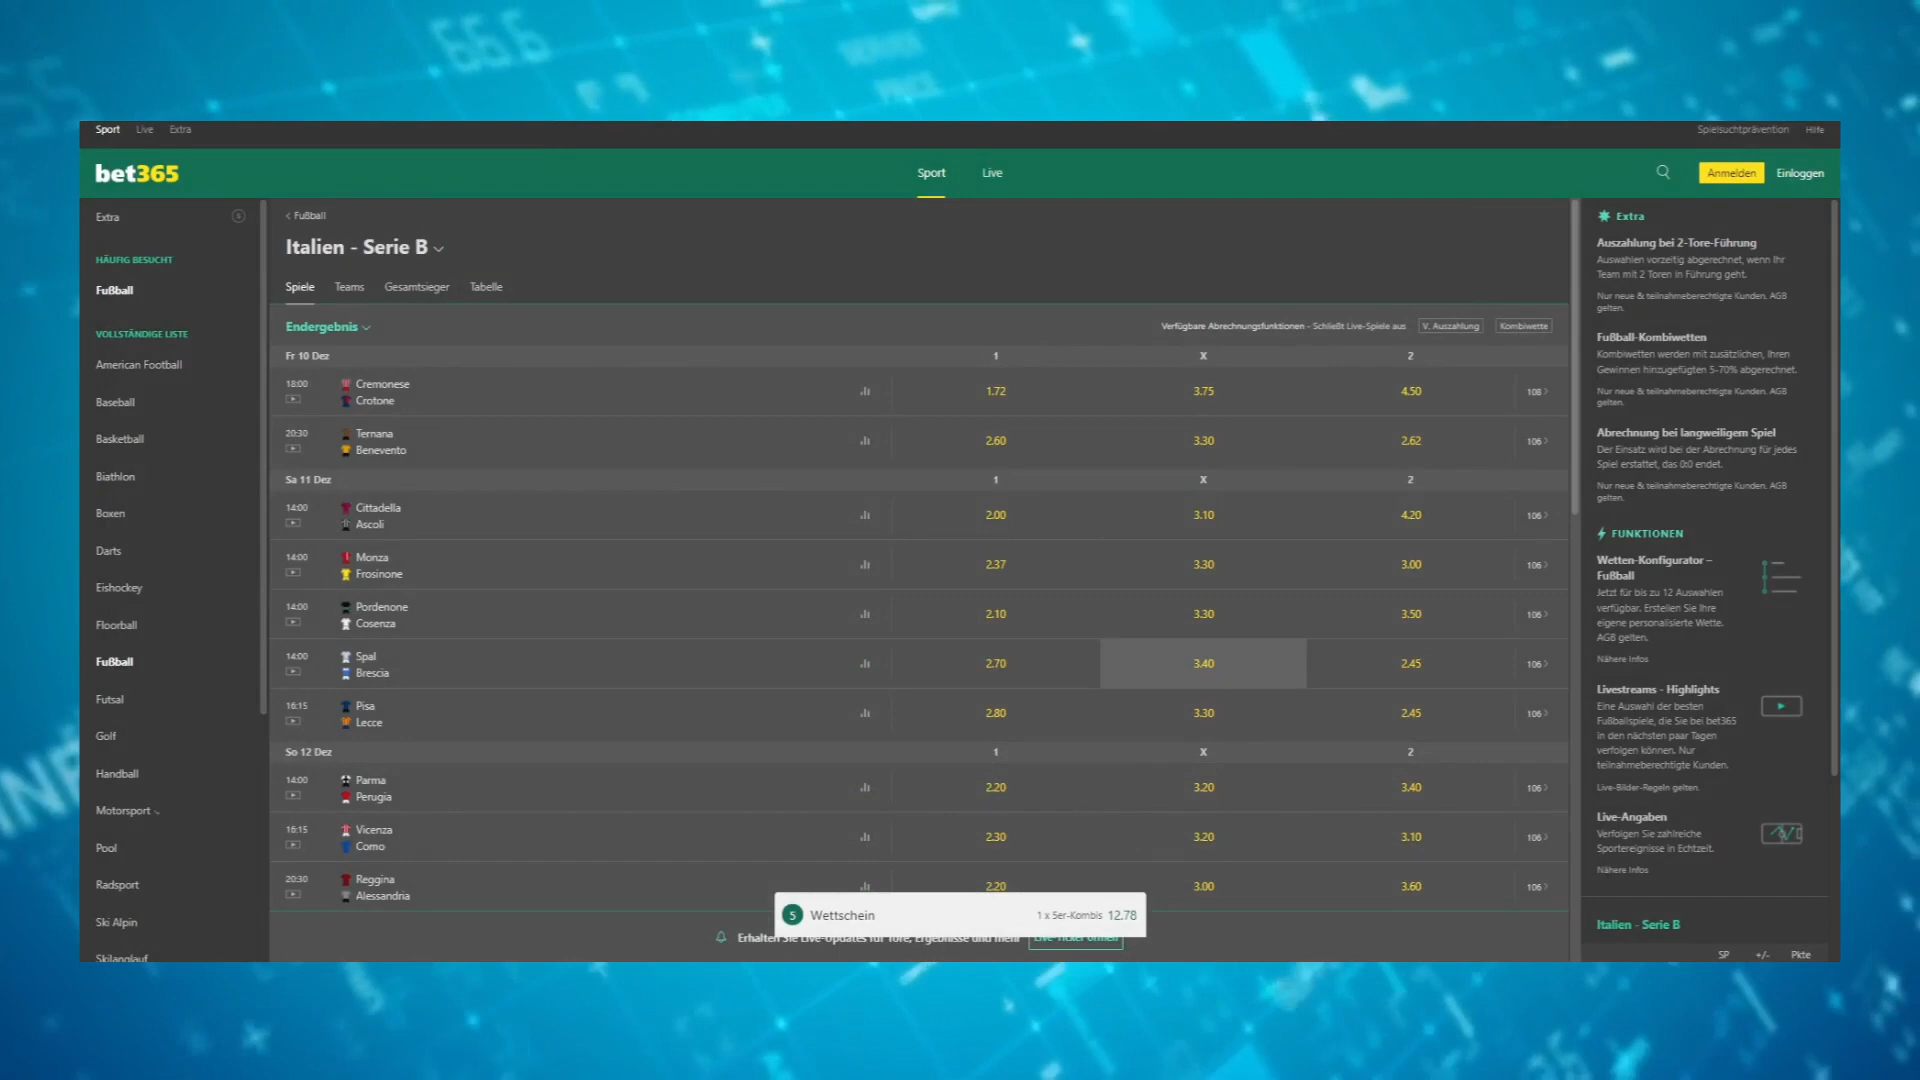 666
55
SERVER
PRICE
Sport Live Extra
Spielsuchtprävention Hilfe
bet365
Sport Live
Anmelden Einloggen
Extra
HÄUFIG BESUCHT
Fußball
VOLLSTÄNDIGE LISTE
American Football
Baseball
Basketball
Biathlon
Boxen
Darts
Eishockey
Floorball
Fußball
Futsal
Golf
Handball
Motorsport
Pool
Radsport
Ski Alpin
Skilanglauf
Fußball
Italien - Serie B
Spiele Teams Gesamtsieger Tabelle
Endergebnis
Verfügbare Abrechnungsfunktionen - Schließt Live-Spiele aus V. Auszahlung Kombiwette
Fr 10 Dez 1 X 2
18:00 Cremonese
Crotone
1.72 3.75 4.50 108
20:30 Ternana
Benevento
2.60 3.30 2.62 106
Sa 11 Dez 1 X 2
14:00 Cittadella
Ascoli
2.00 3.10 4.20 106
14:00 Monza
Frosinone
2.37 3.30 3.00 106
14:00 Pordenone
Cosenza
2.10 3.30 3.50 106
14:00 Spal
Brescia
2.70 3.40 2.45 106
16:15 Pisa
Lecce
2.80 3.30 2.45 106
So 12 Dez 1 X 2
14:00 Parma
Perugia
2.20 3.20 3.40 106
16:15 Vicenza
Como
2.30 3.20 3.10 106
20:30 Reggina
Alessandria
2.20 3.00 3.60 106
5 Wettschein 1 x 5er-Kombis 12.78
Erhalten Sie Live-Updates für Tore, Ergebnisse und mehr Live-Ticker öffnen
Extra
Auszahlung bei 2-Tore-Führung
Auswahlen vorzeitig abgerechnet, wenn Ihr
Team mit 2 Toren in Führung geht.
Nur neue & teilnahmeberechtigte Kunden. AGB
gelten.
Fußball-Kombiwetten
Kombiwetten werden mit zusätzlichen, Ihren
Gewinnen hinzugefügten 5-70% abgerechnet.
Nur neue & teilnahmeberechtigte Kunden. AGB
gelten.
Abrechnung bei langweiligem Spiel
Der Einsatz wird bei der Abrechnung für jedes
Spiel erstattet, das 0:0 endet.
Nur neue & teilnahmeberechtigte Kunden. AGB
gelten.
FUNKTIONEN
Wetten-Konfigurator –
Fußball
Jetzt für bis zu 12 Auswahlen
verfügbar. Erstellen Sie Ihre
eigene personalisierte Wette.
AGB gelten.
Nähere Infos
Livestreams - Highlights
Eine Auswahl der besten
Fußballspiele, die Sie bei bet365
in den nächsten paar Tagen
verfolgen können. Nur
teilnahmeberechtigte Kunden.
Live-Bilder-Regeln gelten.
Live-Angaben
Verfolgen Sie zahlreiche
Sportereignisse in Echtzeit.
Nähere Infos
Italien - Serie B
SP +/- Pkte